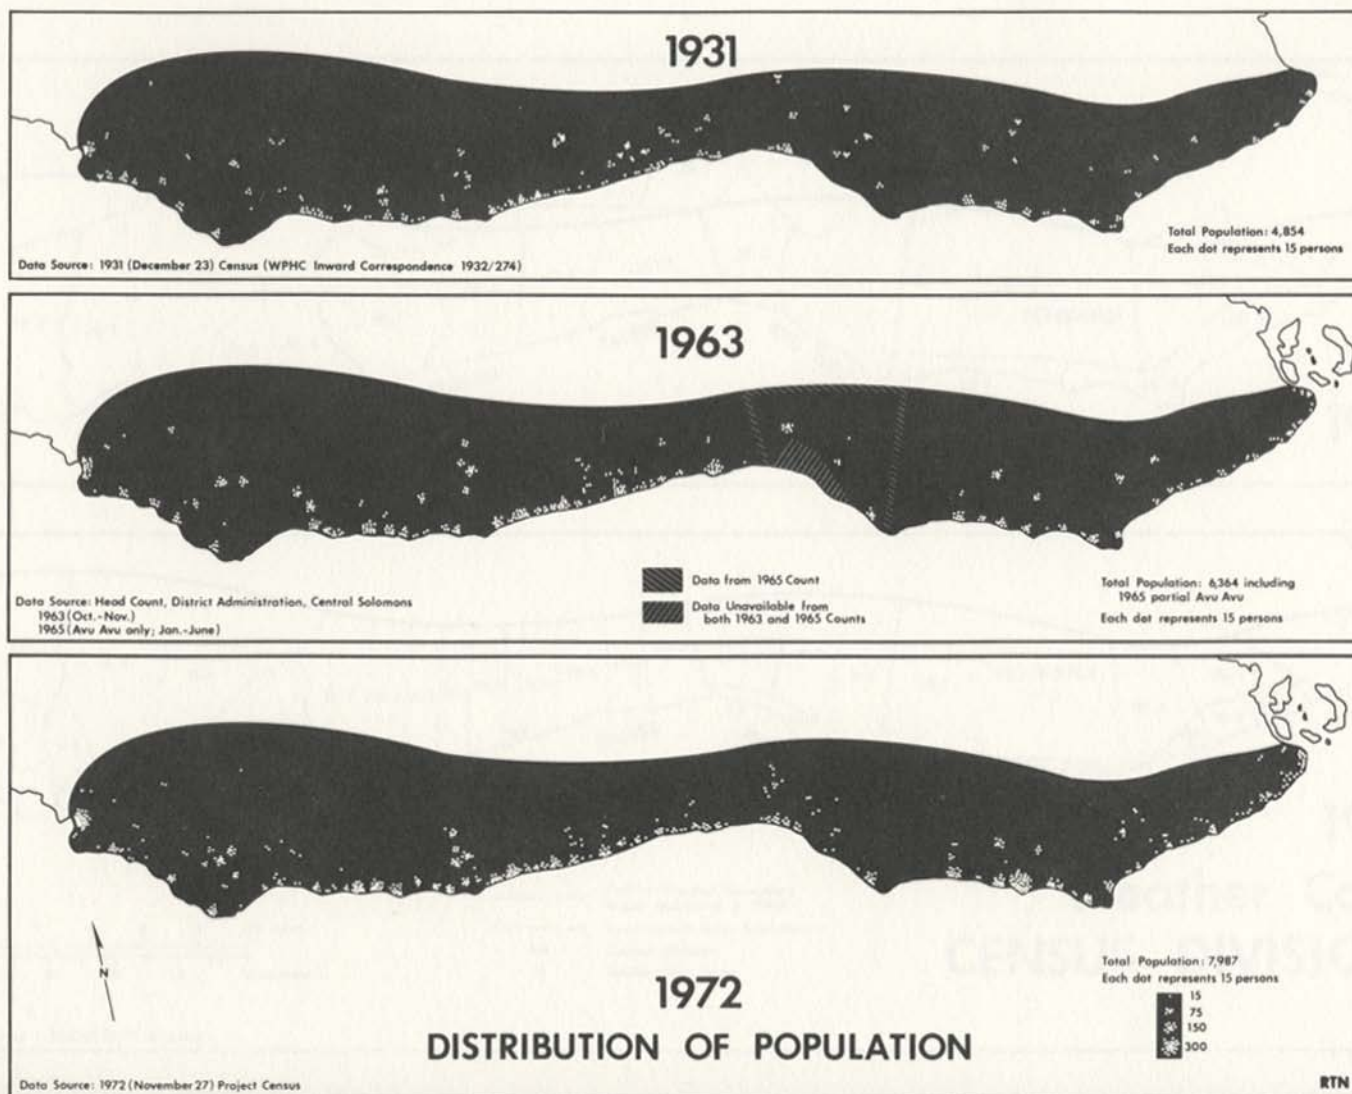 1931
Total Population: 4,854
Each dot represents 15 persons
Data Source: 1931 (December 23) Census (WPHC Inward Correspondence 1932/274)
1963
Data from 1965 Count
Data Unavailable from
both 1963 and 1965 Counts
Total Population: 6,364 including
1965 partial Avu Avu
Each dot represents 15 persons
Data Source: Head Count, District Administration, Central Solomons
1963 (Oct.-Nov.)
1965 (Avu Avu only; Jan.-June)
N
1972
DISTRIBUTION OF POPULATION
Total Population: 7,987
Each dot represents 15 persons
15
75
150
300
Data Source: 1972 (November 27) Project Census
RTN
CENSUS DIVISIO